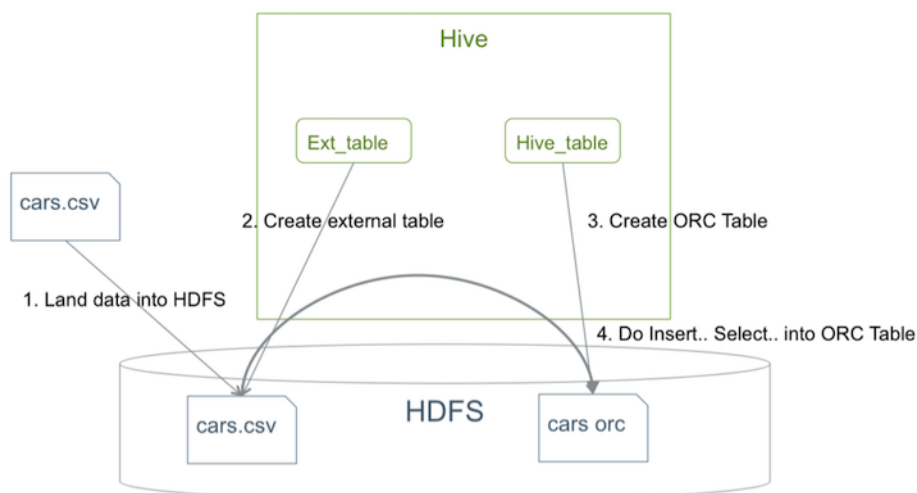 Hive
Ext_table
Hive_table
cars.csv
2. Create external table
3. Create ORC Table
1. Land data into HDFS
4. Do Insert.. Select.. into ORC Table
cars.csv
HDFS
cars orc